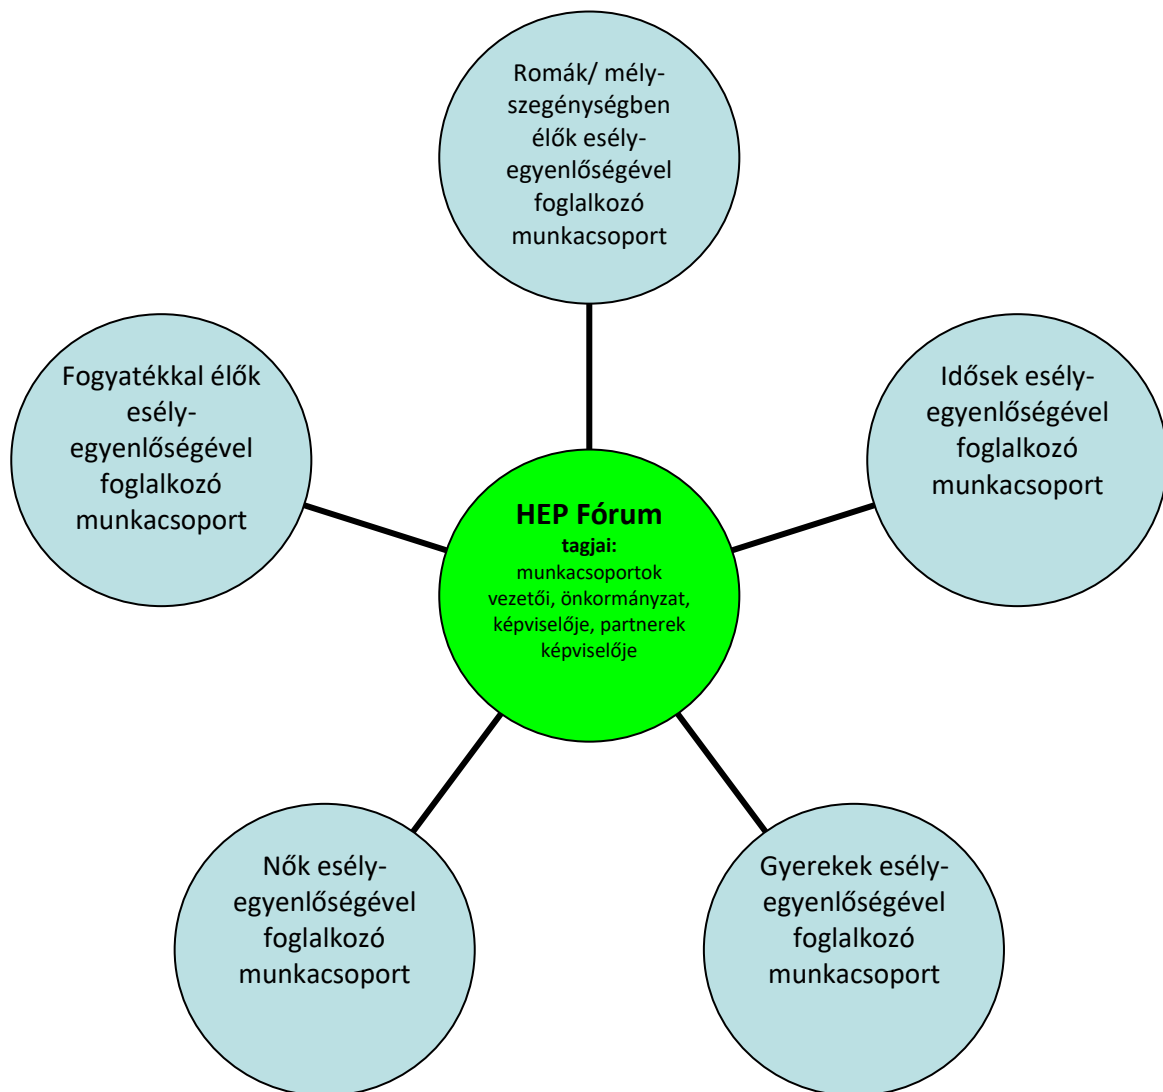 Romák/ mély-
szegénységben
élők esély-
egyenlőségével
foglalkozó
munkacsoport
Fogyatékkal élők
esély-
egyenlőségével
foglalkozó
munkacsoport
Idősek esély-
egyenlőségével
foglalkozó
munkacsoport
HEP Fórum
tagjai:
munkacsoportok
vezetői, önkormányzat,
képviselője, partnerek
képviselője
Nők esély-
egyenlőségével
foglalkozó
munkacsoport
Gyerekek esély-
egyenlőségével
foglalkozó
munkacsoport